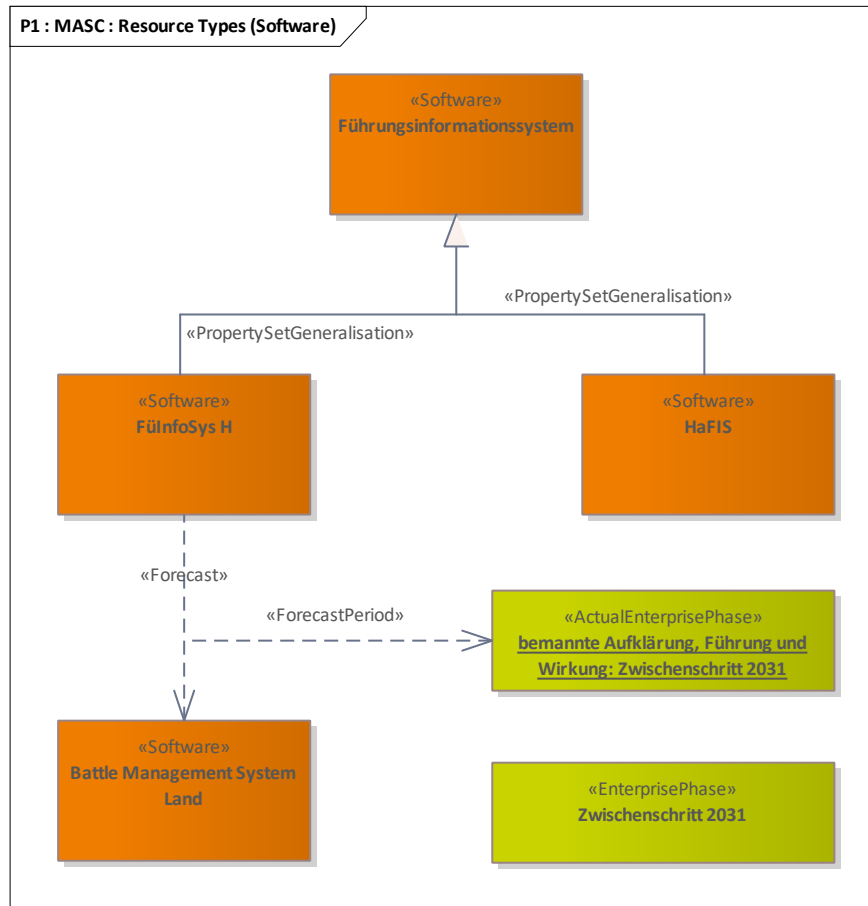 P1 : MASC : Resource Types (Software)
«Software»
Führungsinformationssystem
«PropertySetGeneralisation»
«PropertySetGeneralisation»
«Software»
FüInfoSys H
«Software»
HaFIS
«Forecast»
«ForecastPeriod»
«ActualEnterprisePhase»
bemannte Aufklärung, Führung und
Wirkung: Zwischenschritt 2031
«Software»
Battle Management System
Land
«EnterprisePhase»
Zwischenschritt 2031